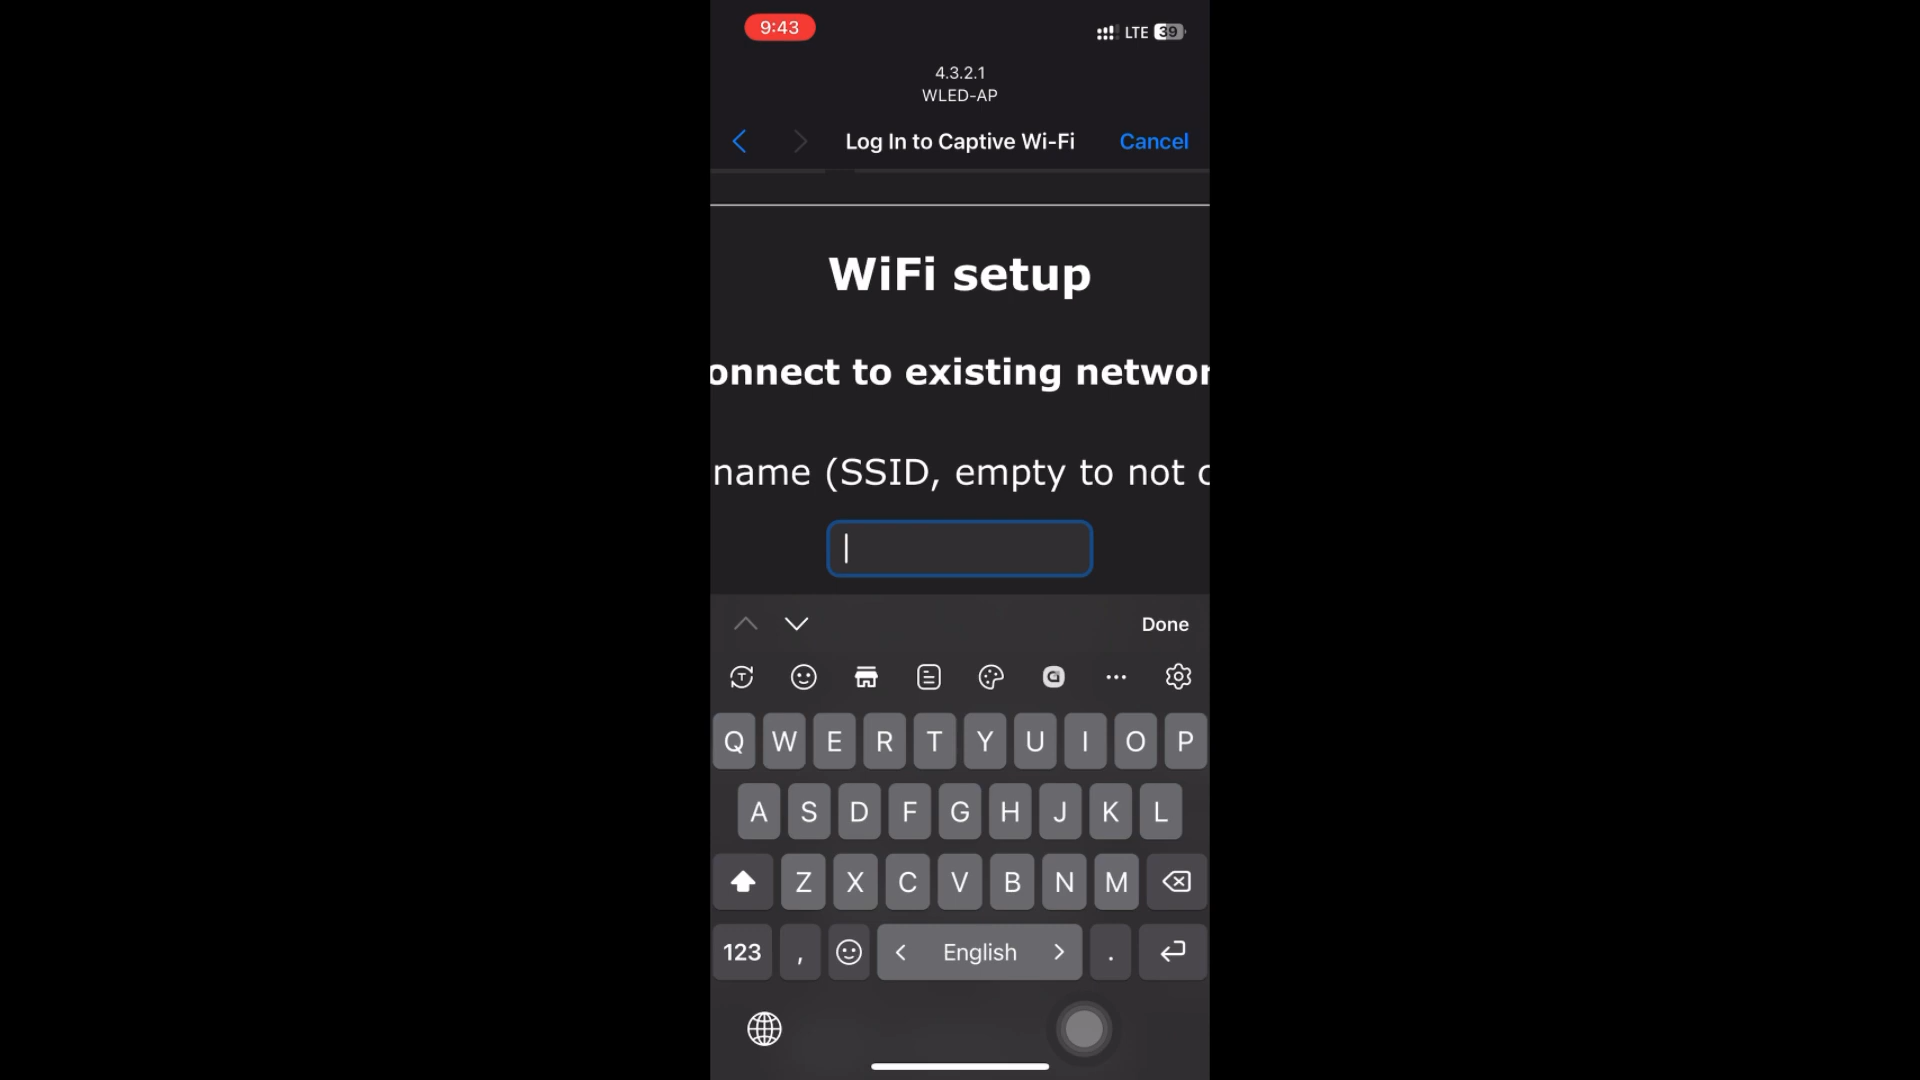 9:43
LTE 39
4.3.2.1
WLED-AP
Log In to Captive Wi-Fi
Cancel
WiFi setup
onnect to existing networ
name (SSID, empty to not c
Done
Q W E R T Y U I O P
A S D F G H J K L
Z X C V B N M
123 , English .